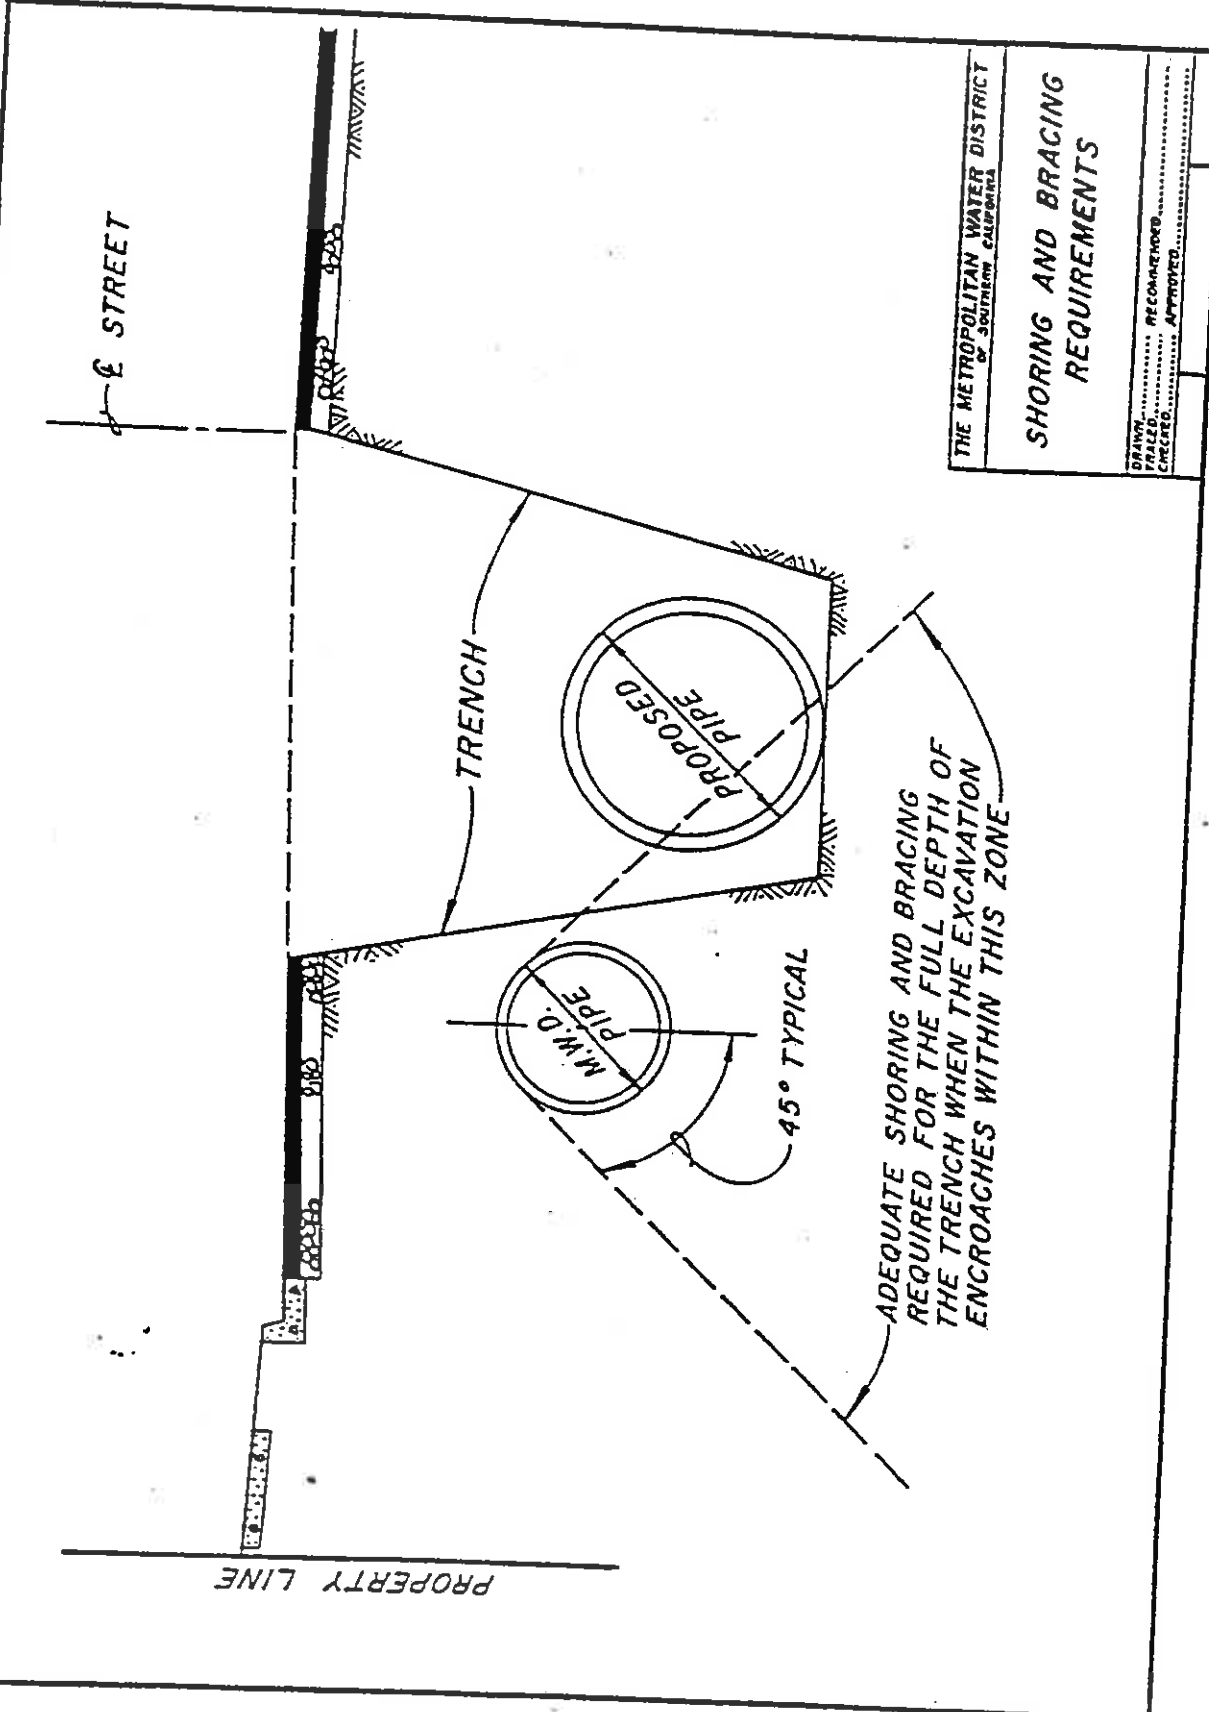 ℄ STREET
TRENCH
PROPOSED
PIPE
M.W.D.
PIPE
45° TYPICAL
PROPERTY LINE
ADEQUATE SHORING AND BRACING
REQUIRED FOR THE FULL DEPTH OF
THE TRENCH WHEN THE EXCAVATION
ENCROACHES WITHIN THIS ZONE
THE METROPOLITAN WATER DISTRICT
OF SOUTHERN CALIFORNIA
SHORING AND BRACING
REQUIREMENTS
DRAWN............ RECOMMENDED............
TRACED............
CHECKED............ APPROVED............